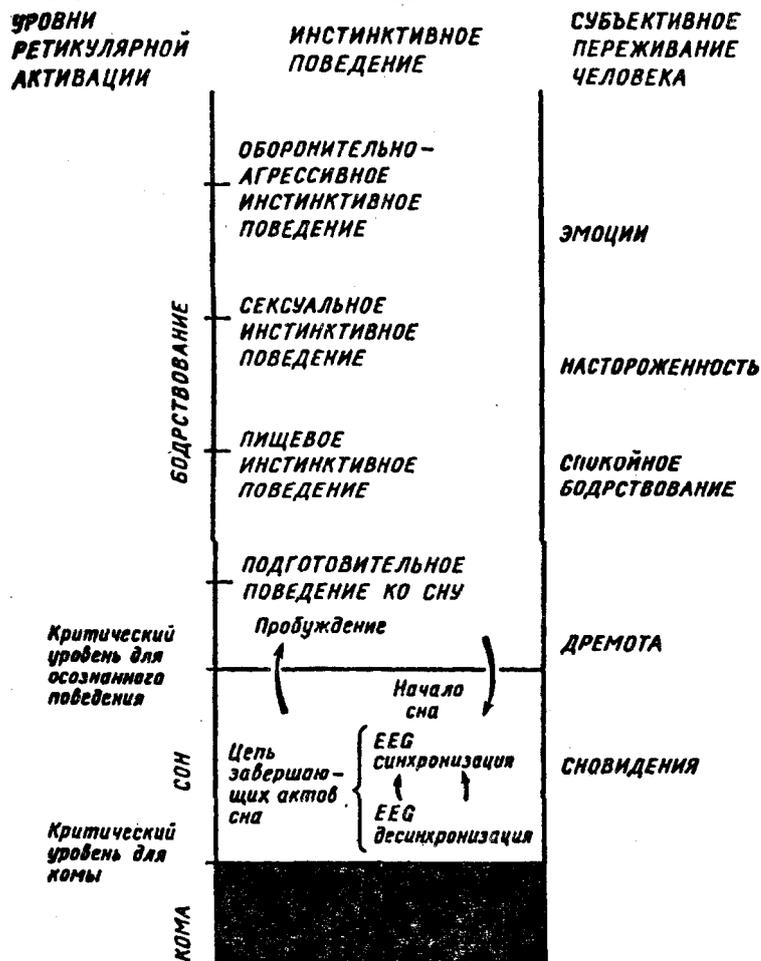 УРОВНИ
РЕТИКУЛЯРНОЙ
АКТИВАЦИИ
ИНСТИНКТИВНОЕ
ПОВЕДЕНИЕ
СУБЪЕКТИВНОЕ
ПЕРЕЖИВАНИЕ
ЧЕЛОВЕКА
БОДРСТВОВАНИЕ
ОБОРОНИТЕЛЬНО-
АГРЕССИВНОЕ
ИНСТИНКТИВНОЕ
ПОВЕДЕНИЕ
ЭМОЦИИ
СЕКСУАЛЬНОЕ
ИНСТИНКТИВНОЕ
ПОВЕДЕНИЕ
НАСТОРОЖЕННОСТЬ
ПИЩЕВОЕ
ИНСТИНКТИВНОЕ
ПОВЕДЕНИЕ
СПОКОЙНОЕ
БОДРСТВОВАНИЕ
ПОДГОТОВИТЕЛЬНОЕ
ПОВЕДЕНИЕ КО СНУ
Пробуждение
ДРЕМОТА
Критический
уровень для
осознанного
поведения
Начало
сна
СОН
Цепь
завершаю-
щих актов
сна
EEG
синхронизация
EEG
десинхронизация
СНОВИДЕНИЯ
Критический
уровень для
комы
КОМА